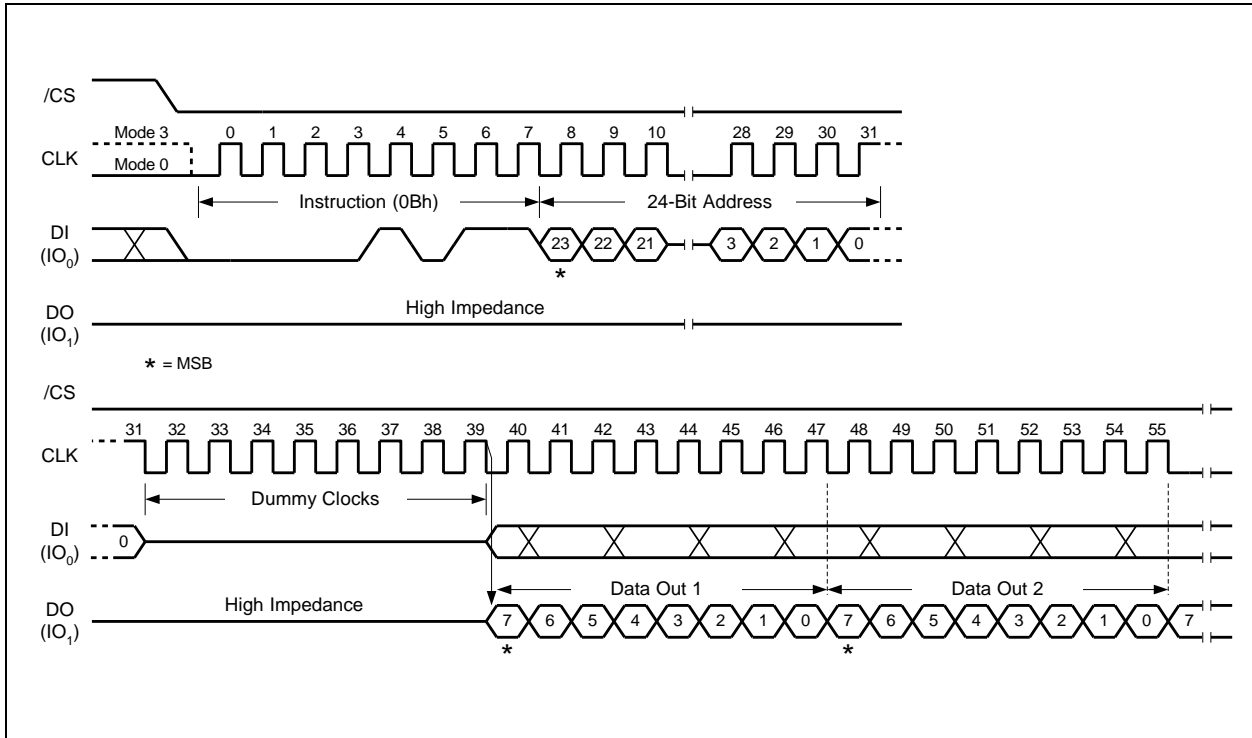 /CS
Mode 3
0 1 2 3 4 5 6 7 8 9 10 28 29 30 31
CLK
Mode 0
Instruction (0Bh) 24-Bit Address
DI
(IO0)
23 22 21 3 2 1 0
*
High Impedance
DO
(IO1)
* = MSB
/CS
31 32 33 34 35 36 37 38 39 40 41 42 43 44 45 46 47 48 49 50 51 52 53 54 55
CLK
Dummy Clocks
DI
(IO0)
0
High Impedance Data Out 1 Data Out 2
DO
(IO1)
7 6 5 4 3 2 1 0 7 6 5 4 3 2 1 0 7
* *